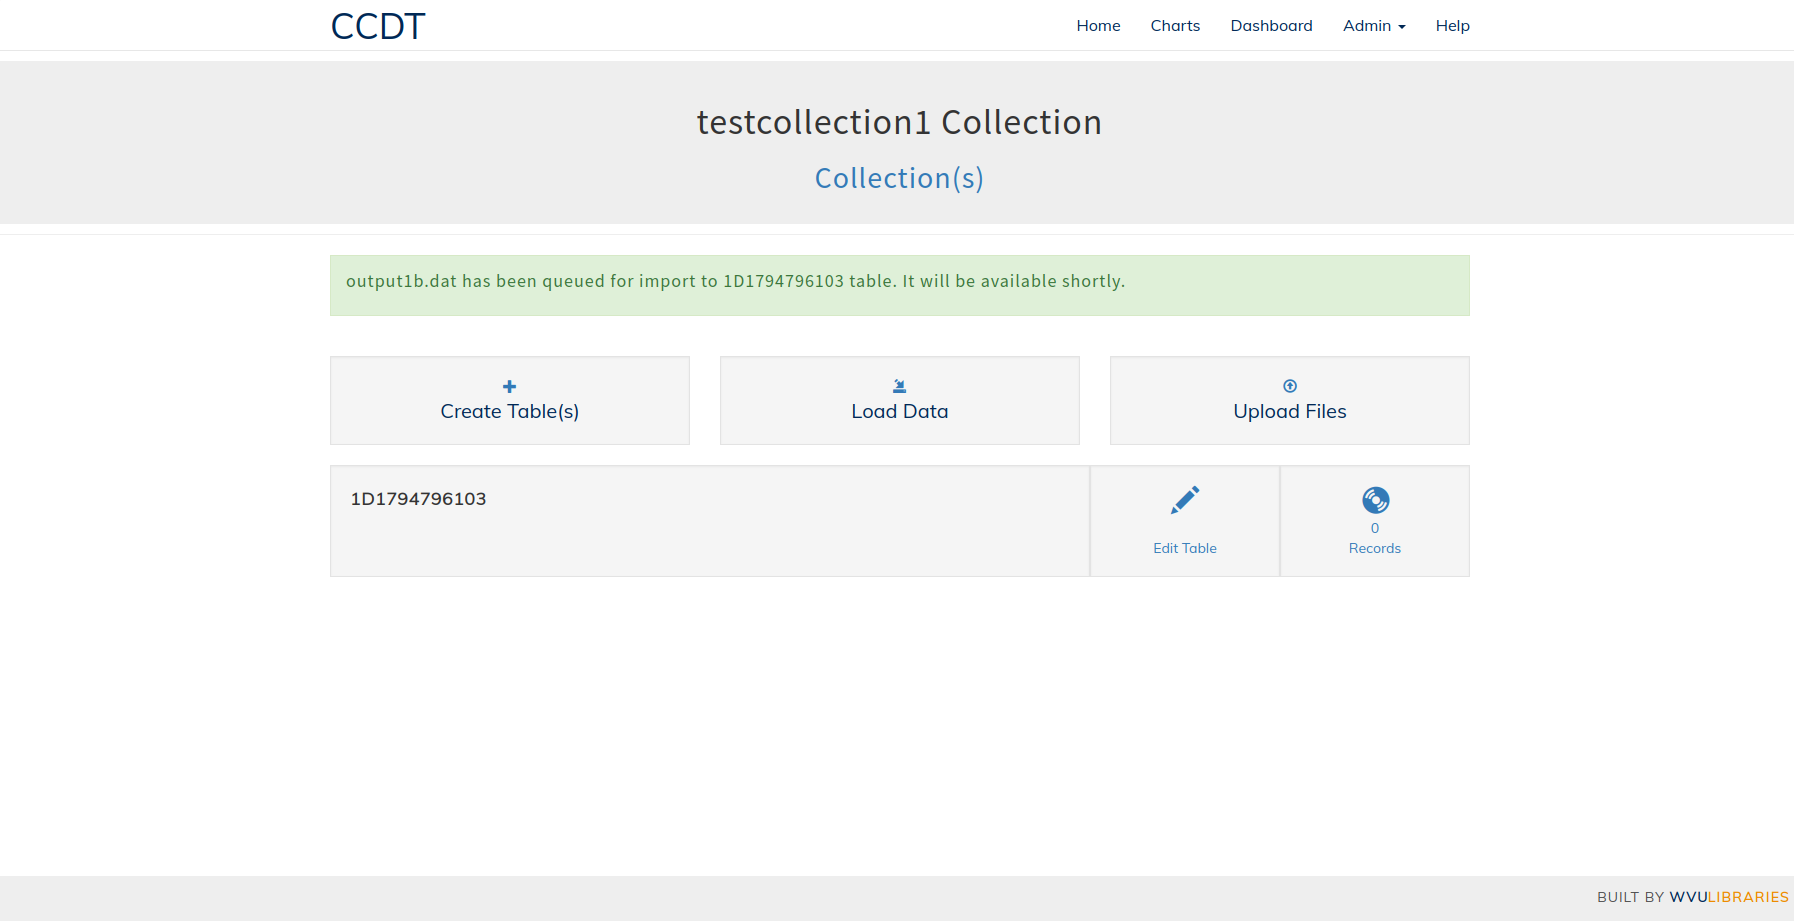 CCDT
Home Charts Dashboard Admin Help
testcollection1 Collection
Collection(s)
output1b.dat has been queued for import to 1D1794796103 table. It will be available shortly.
Create Table(s)
Load Data
Upload Files
1D1794796103
Edit Table
0
Records
BUILT BY WVULIBRARIES